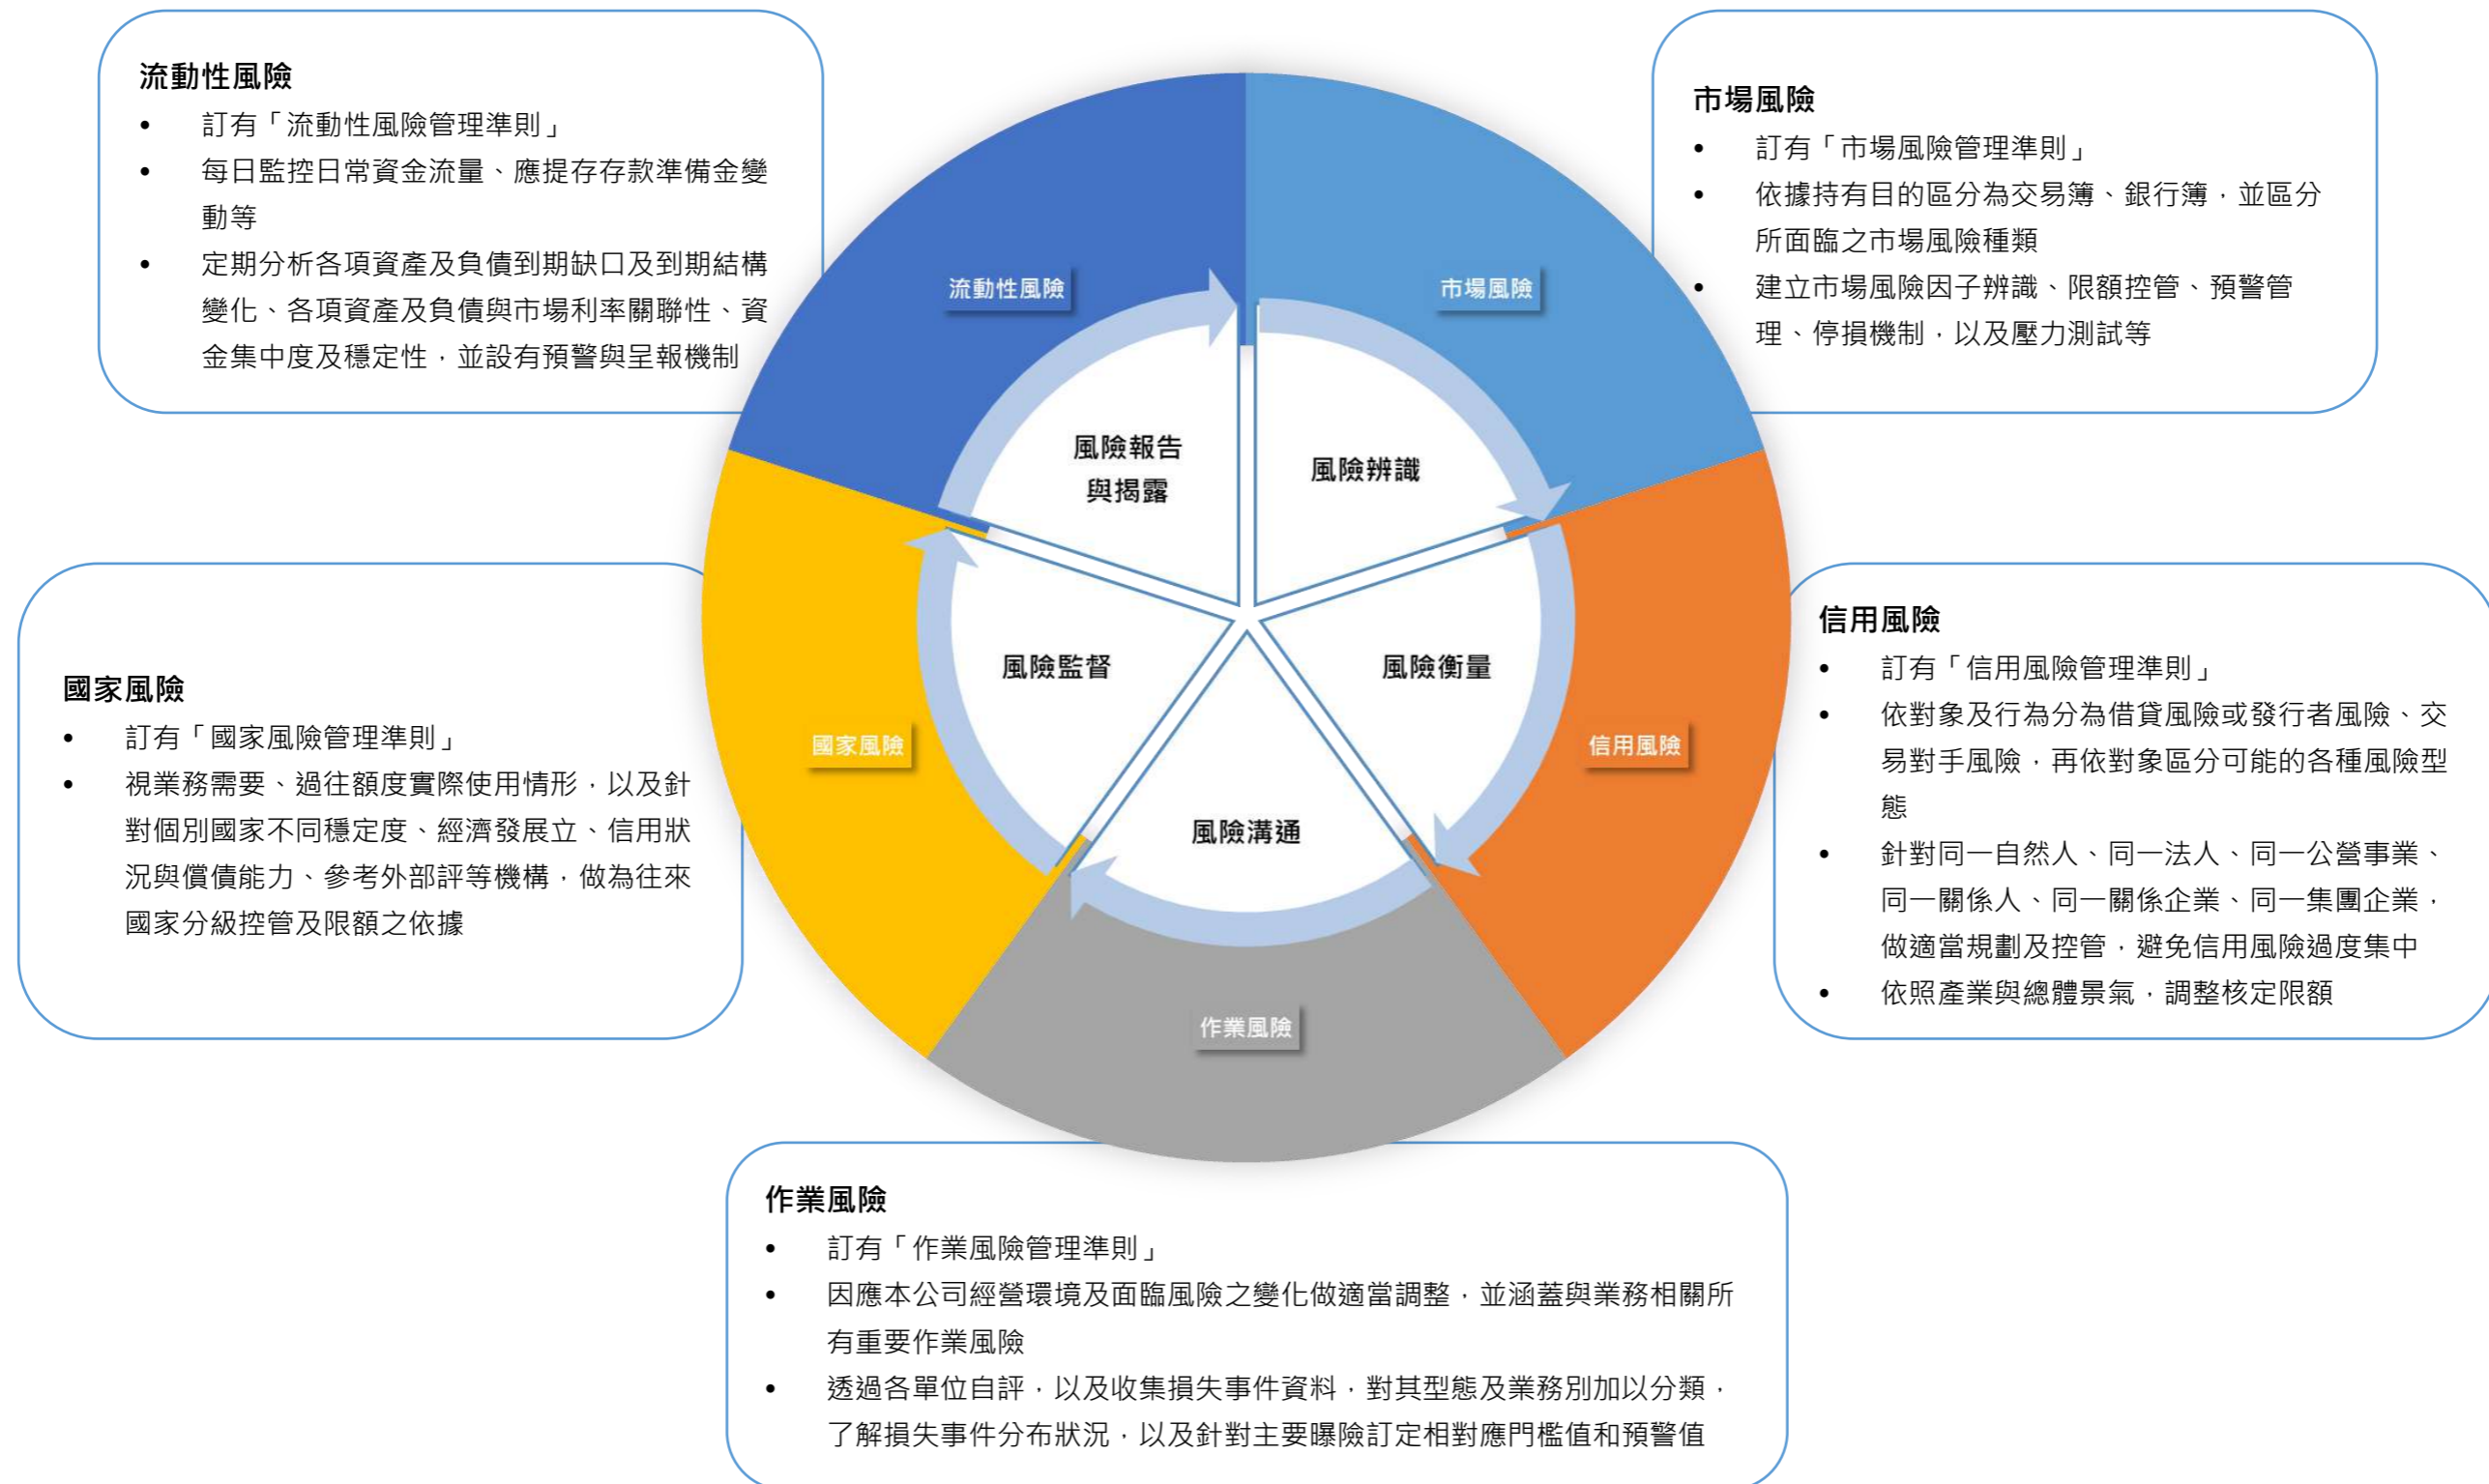 流動性風險
• 訂有「流動性風險管理準則」
• 每日監控日常資金流量、應提存存款準備金變
動等
• 定期分析各項資產及負債到期缺口及到期結構
變化、各項資產及負債與市場利率關聯性、資
金集中度及穩定性，並設有預警與呈報機制
市場風險
• 訂有「市場風險管理準則」
• 依據持有目的區分為交易簿、銀行簿，並區分
所面臨之市場風險種類
• 建立市場風險因子辨識、限額控管、預警管
理、停損機制，以及壓力測試等
流動性風險
市場風險
風險報告
與揭露
風險辨識
風險監督
風險衡量
風險溝通
國家風險
信用風險
作業風險
國家風險
• 訂有「國家風險管理準則」
• 視業務需要、過往額度實際使用情形，以及針
對個別國家不同穩定度、經濟發展立、信用狀
況與償債能力、參考外部評等機構，做為往來
國家分級控管及限額之依據
信用風險
• 訂有「信用風險管理準則」
• 依對象及行為分為借貸風險或發行者風險、交
易對手風險，再依對象區分可能的各種風險型
態
• 針對同一自然人、同一法人、同一公營事業、
同一關係人、同一關係企業、同一集團企業，
做適當規劃及控管，避免信用風險過度集中
• 依照產業與總體景氣，調整核定限額
作業風險
• 訂有「作業風險管理準則」
• 因應本公司經營環境及面臨風險之變化做適當調整，並涵蓋與業務相關所
有重要作業風險
• 透過各單位自評，以及收集損失事件資料，對其型態及業務別加以分類，
了解損失事件分布狀況，以及針對主要曝險訂定相對應門檻值和預警值